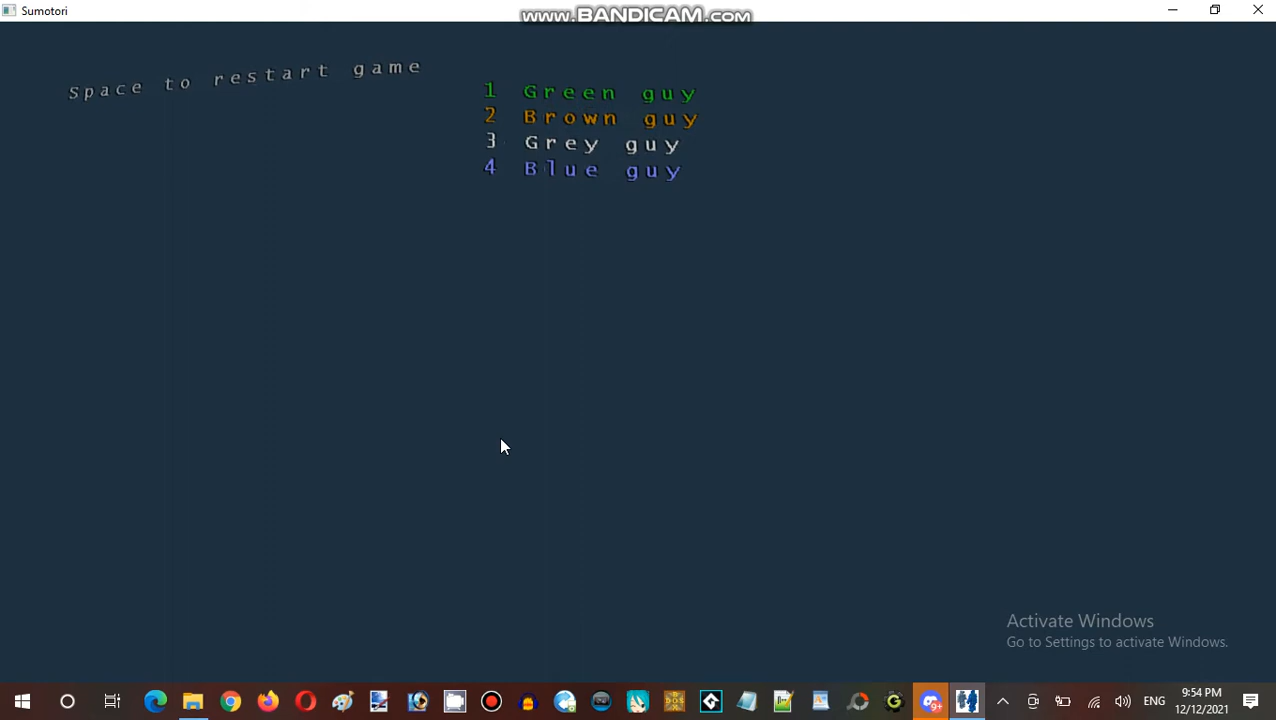 Sumotori
www.BANDICAM.com
Space to restart game
1 Green guy
2 Brown guy
3 Grey guy
4 Blue guy
Activate Windows
Go to Settings to activate Windows.
9+
ENG
9:54 PM
12/12/2021